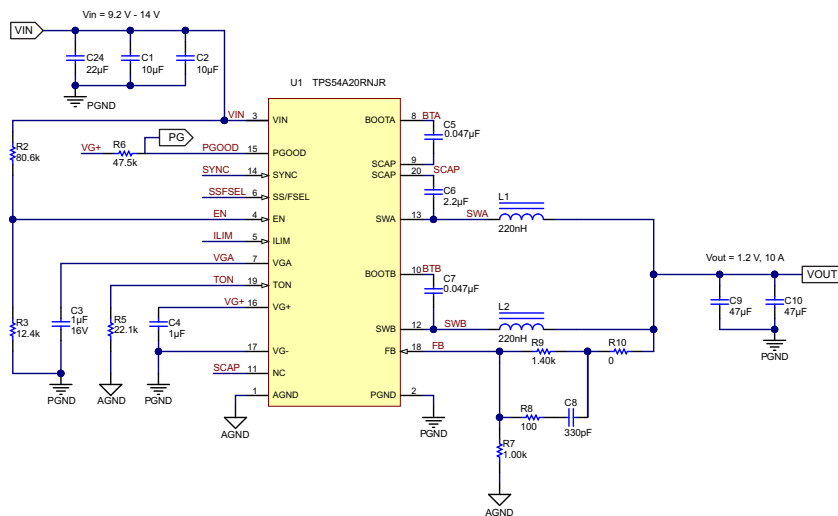 Vin = 9.2 V - 14 V
VIN
C24
22µF
C1
10µF
C2
10µF
PGND
U1 TPS54A20RNJR
VIN 3 VIN
R2
80.6k
VG+
R6
47.5k
PG
PGOOD 15 PGOOD
SYNC 14 SYNC
SSFSEL 6 SS/FSEL
EN 4 EN
ILIM 5 ILIM
VGA 7 VGA
TON 19 TON
VG+ 16 VG+
17 VG-
SCAP 11 NC
1 AGND
R3
12.4k
C3
1µF
16V
R5
22.1k
C4
1µF
PGND
AGND
PGND
AGND
BOOTA 8 BTA
C5
0.047µF
SCAP 9
SCAP 20 SCAP
C6
2.2µF
SWA 13 SWA
L1
220nH
BOOTB 10 BTB
C7
0.047µF
SWB 12 SWB
L2
220nH
FB 18 FB
R9
1.40k
R10
0
R8
100
C8
330pF
R7
1.00k
AGND
PGND 2
PGND
Vout = 1.2 V, 10 A
VOUT
C9
47µF
C10
47µF
PGND